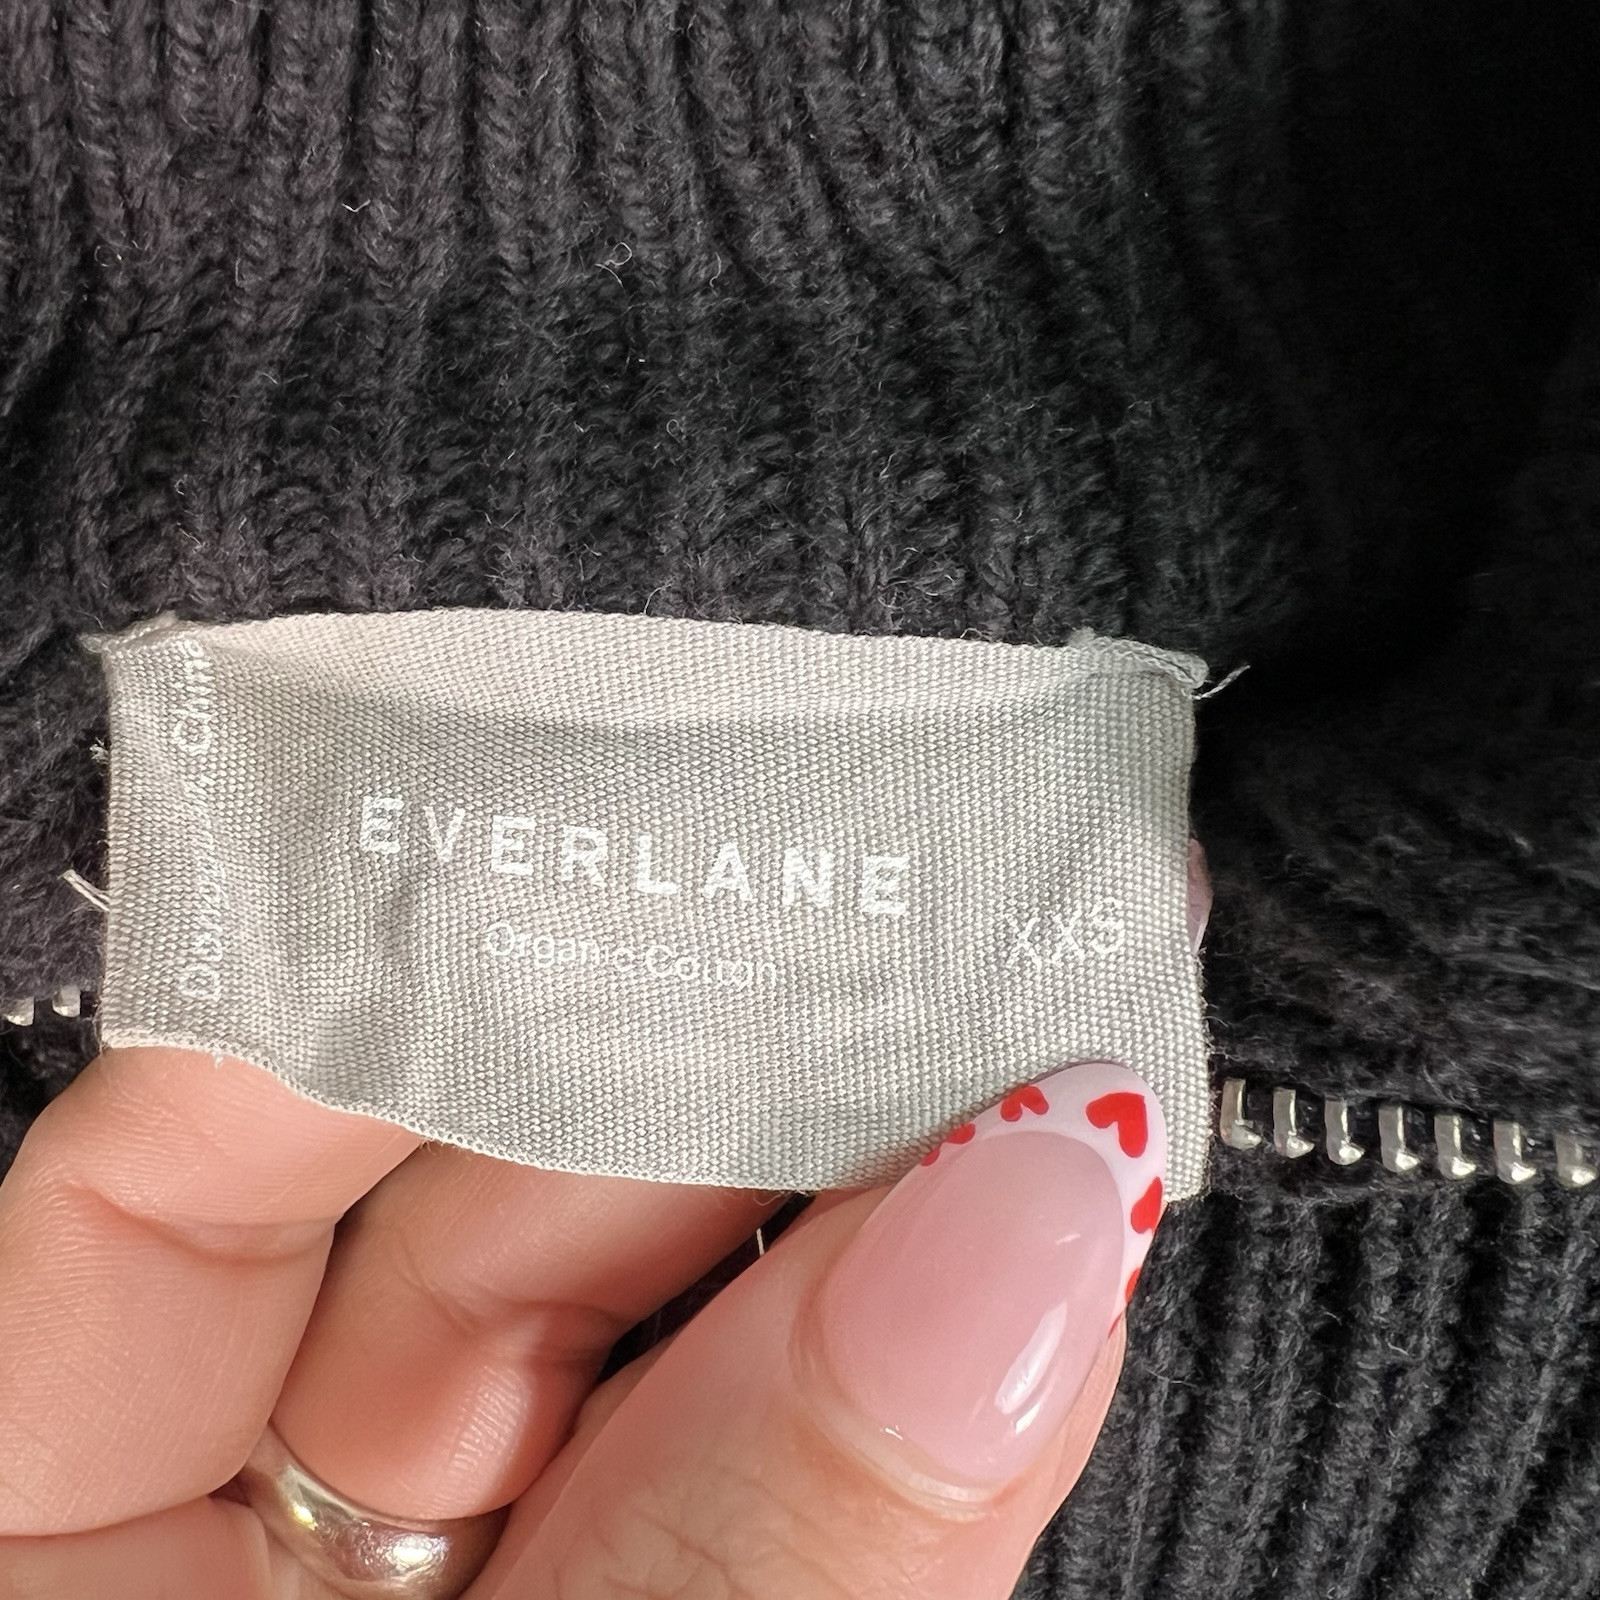 EVERLANE
Organic Cotton
XXS